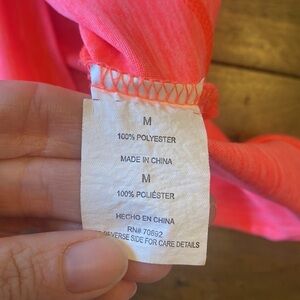 M
100% POLYESTER
MADE IN CHINA
M
100% POLIÉSTER
HECHO EN CHINA
RN# 70692
REVERSE SIDE FOR CARE DETAILS